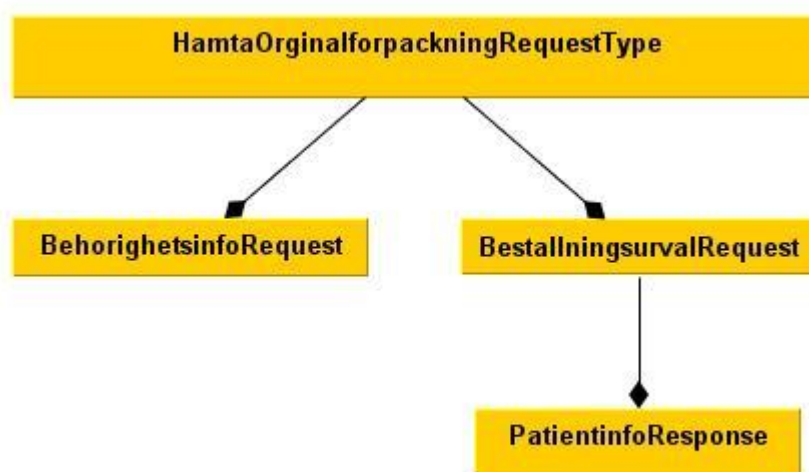 HamtaOrginalforpackningRequestType
BehorighetsinfoRequest
BestallningsurvalRequest
PatientinfoResponse